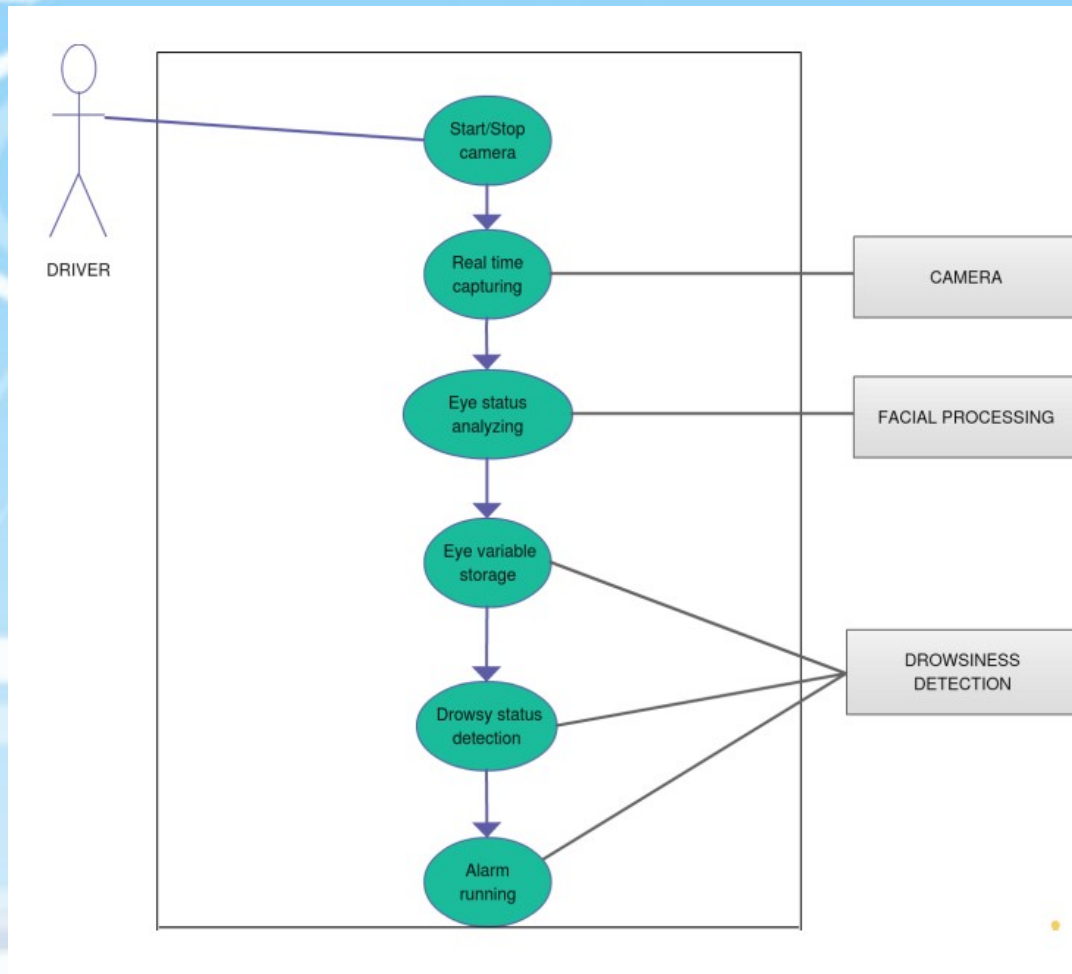 Start/Stop
camera
DRIVER
Real time
capturing
CAMERA
Eye status
analyzing
FACIAL PROCESSING
Eye variable
storage
Drowsy status
detection
DROWSINESS
DETECTION
Alarm
running